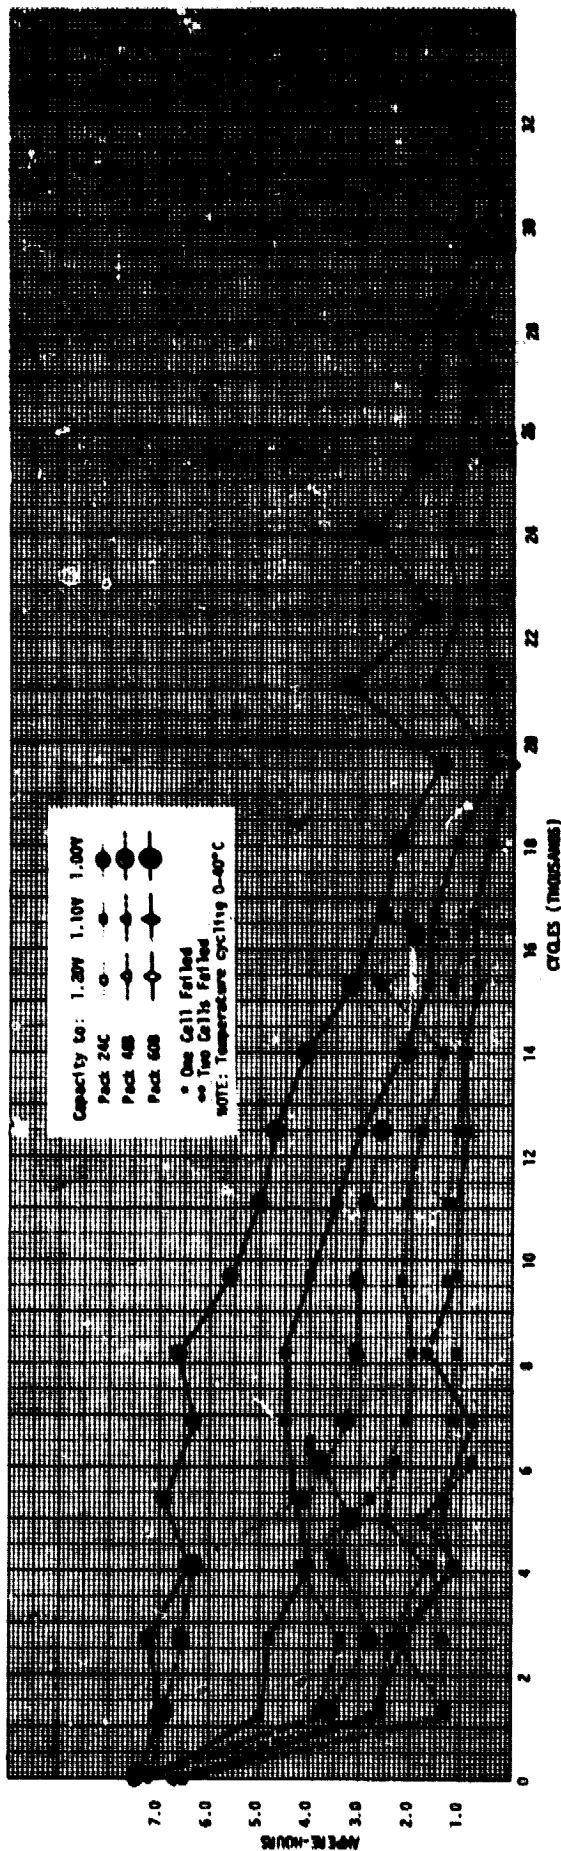 Capacity to: 1.20V 1.10V 1.00V
Pack 24C
Pack 48B
Pack 60B
* One Cell Failed
** Two Cells Failed
NOTE: Temperature cycling 0-40°C
7.0
6.0
5.0
4.0
3.0
2.0
1.0
AMPERE-HOURS
0 2 4 6 8 10 12 14 16 18 20 22 24 26 28 30 32
CYCLES (THOUSANDS)